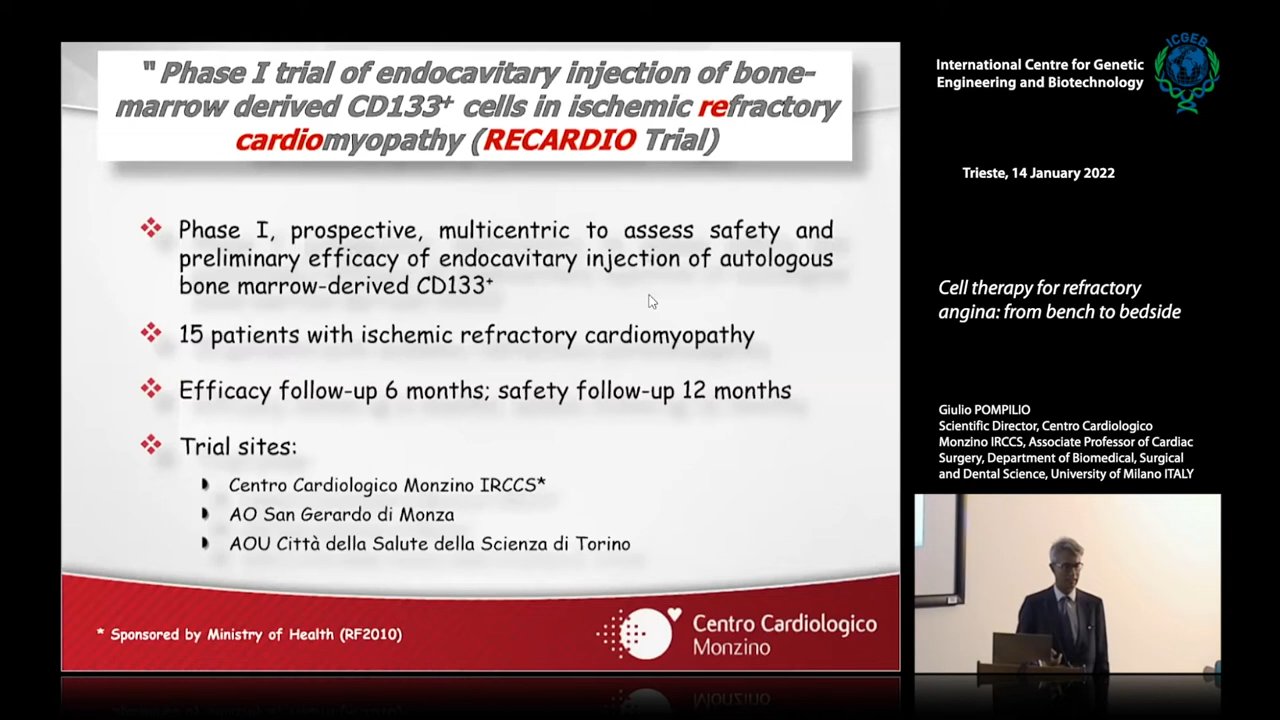 " Phase I trial of endocavitary injection of bone-
marrow derived CD133+ cells in ischemic refractory
cardiomyopathy (RECARDIO Trial)
Phase I, prospective, multicentric to assess safety and
preliminary efficacy of endocavitary injection of autologous
bone marrow-derived CD133+
15 patients with ischemic refractory cardiomyopathy
Efficacy follow-up 6 months; safety follow-up 12 months
Trial sites:
Centro Cardiologico Monzino IRCCS*
AO San Gerardo di Monza
AOU Città della Salute della Scienza di Torino
* Sponsored by Ministry of Health (RF2010)
Centro Cardiologico
Monzino
International Centre for Genetic
Engineering and Biotechnology
ICGEB
Trieste, 14 January 2022
Cell therapy for refractory
angina: from bench to bedside
Giulio POMPILIO
Scientific Director, Centro Cardiologico
Monzino IRCCS, Associate Professor of Cardiac
Surgery, Department of Biomedical, Surgical
and Dental Science, University of Milano ITALY